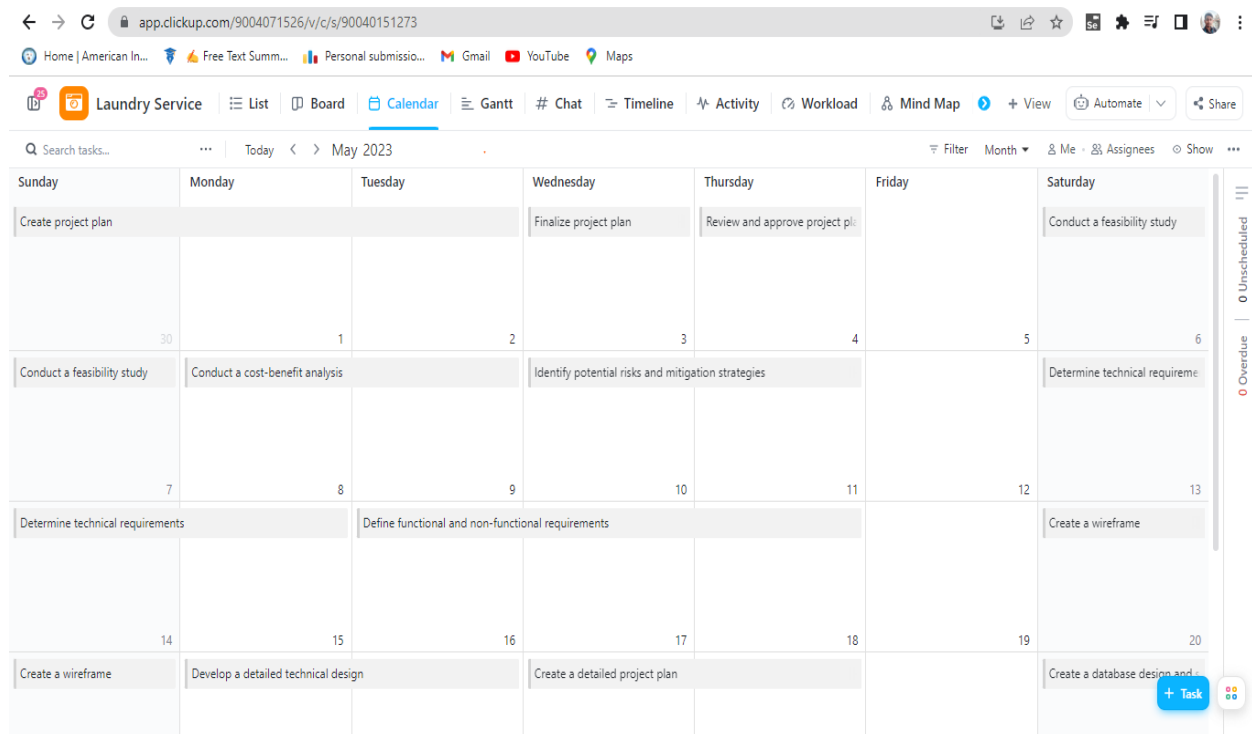 app.clickup.com/9004071526/v/c/s/90040151273
Home | American In... Free Text Summ... Personal submissio... Gmail YouTube Maps
25
Laundry Service List Board Calendar Gantt # Chat Timeline Activity Workload Mind Map + View Automate Share
Search tasks... ... Today < > May 2023 Filter Month Me Assignees Show ...
Sunday Monday Tuesday Wednesday Thursday Friday Saturday
Create project plan Finalize project plan Review and approve project Conduct a feasibility study
30 1 2 3 4 5 6
Conduct a feasibility study Conduct a cost-benefit analysis Identify potential risks and mitigation strategies Determine technical requireme
7 8 9 10 11 12 13
Determine technical requirements Define functional and non-functional requirements Create a wireframe
14 15 16 17 18 19 20
Create a wireframe Develop a detailed technical design Create a detailed project plan Create a database design and
+ Task
0 Unscheduled
0 Overdue
Se